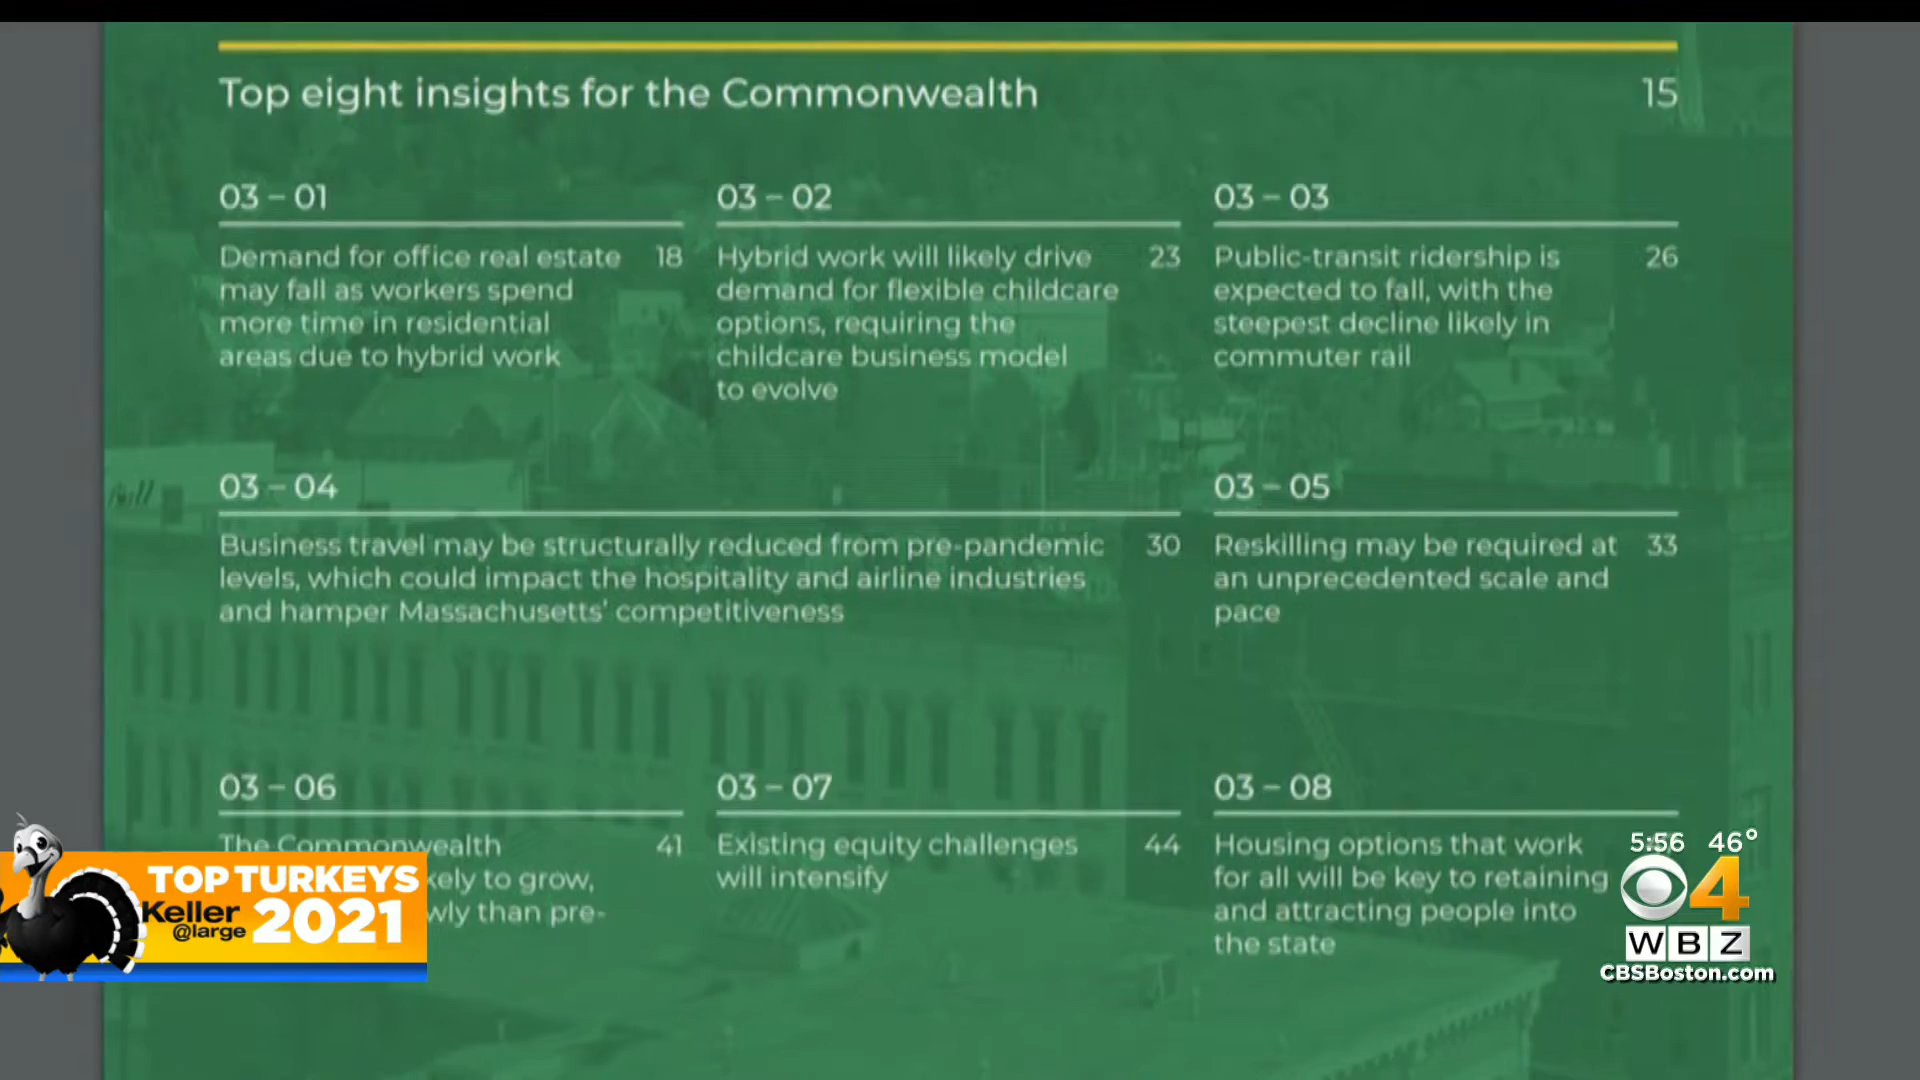 Top eight insights for the Commonwealth 15
03 – 01
Demand for office real estate 18
may fall as workers spend
more time in residential
areas due to hybrid work
03 – 02
Hybrid work will likely drive 23
demand for flexible childcare
options, requiring the
childcare business model
to evolve
03 – 03
Public-transit ridership is 26
expected to fall, with the
steepest decline likely in
commuter rail
03 – 04
Business travel may be structurally reduced from pre-pandemic 30
levels, which could impact the hospitality and airline industries
and hamper Massachusetts' competitiveness
03 – 05
Reskilling may be required at 33
an unprecedented scale and
pace
03 – 06
The Commonwealth 41
kely to grow,
wly than pre-
03 – 07
Existing equity challenges 44
will intensify
03 – 08
Housing options that work
for all will be key to retaining
and attracting people into
the state
TOP TURKEYS
Keller
@large
2021
5:56 46°
4
WBZ
CBSBoston.com